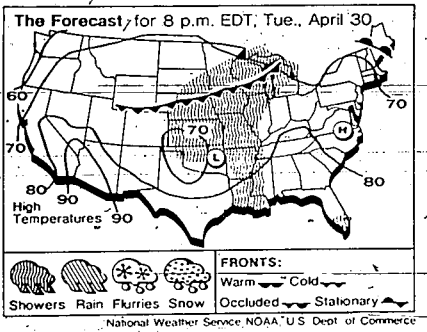 The Forecast/ for 8 p.m. EDT, Tue., April 30
60
70
70
70
H
L
80
80
90
90
High
Temperatures
Showers Rain Flurries Snow
FRONTS:
Warm Cold
Occluded Stationary
National Weather Service, NOAA, U S Dept of Commerce